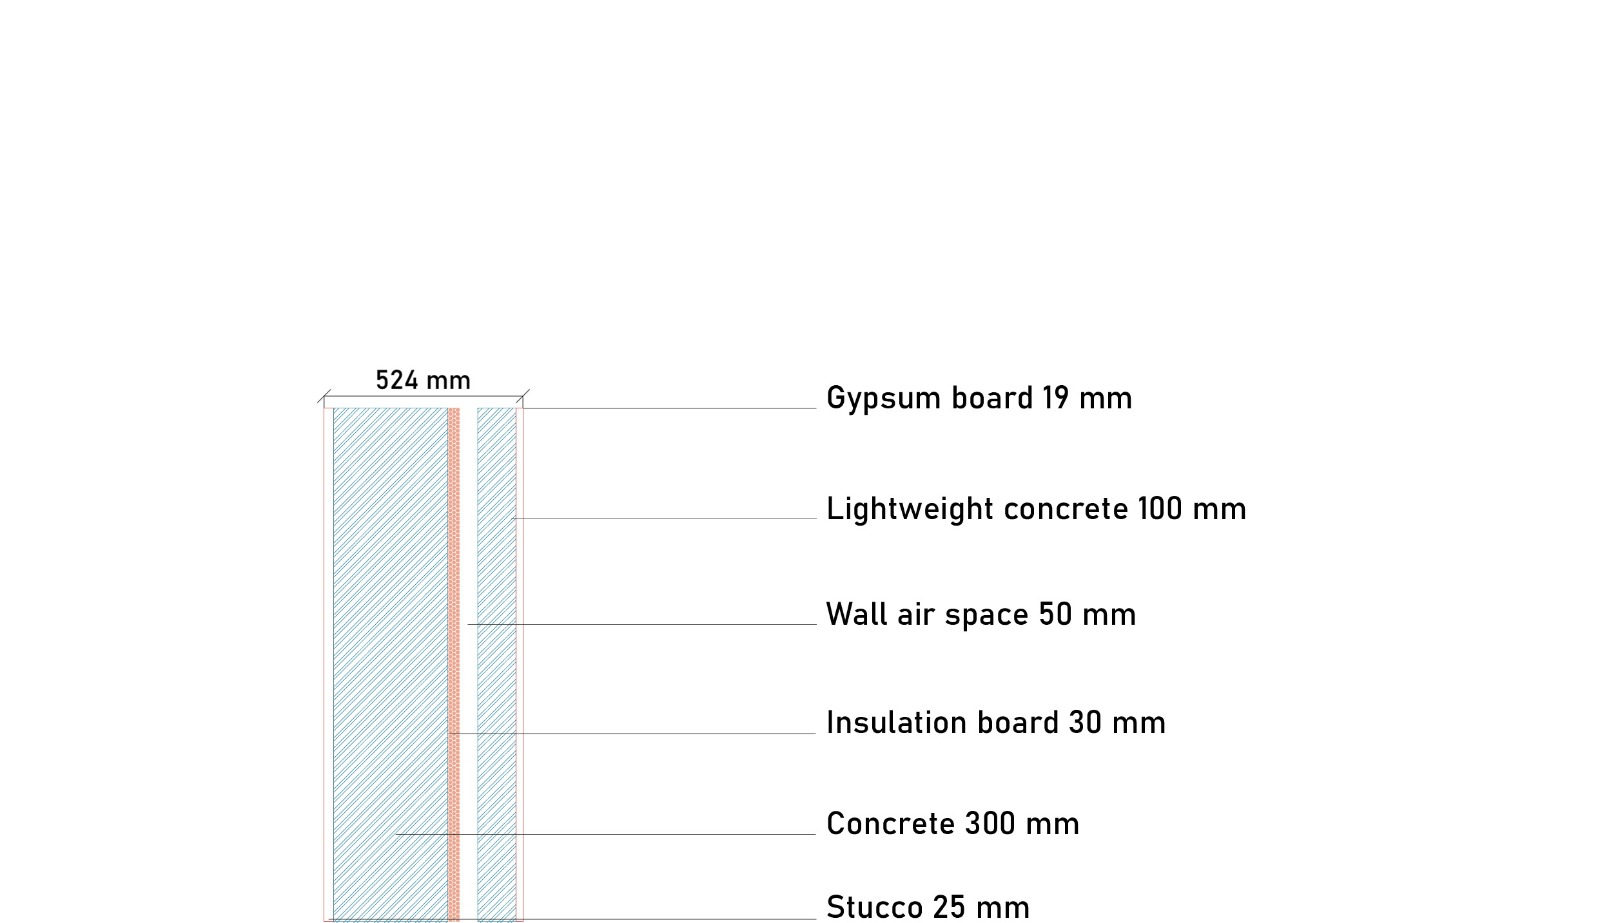 524 mm
Gypsum board 19 mm
Lightweight concrete 100 mm
Wall air space 50 mm
Insulation board 30 mm
Concrete 300 mm
Stucco 25 mm